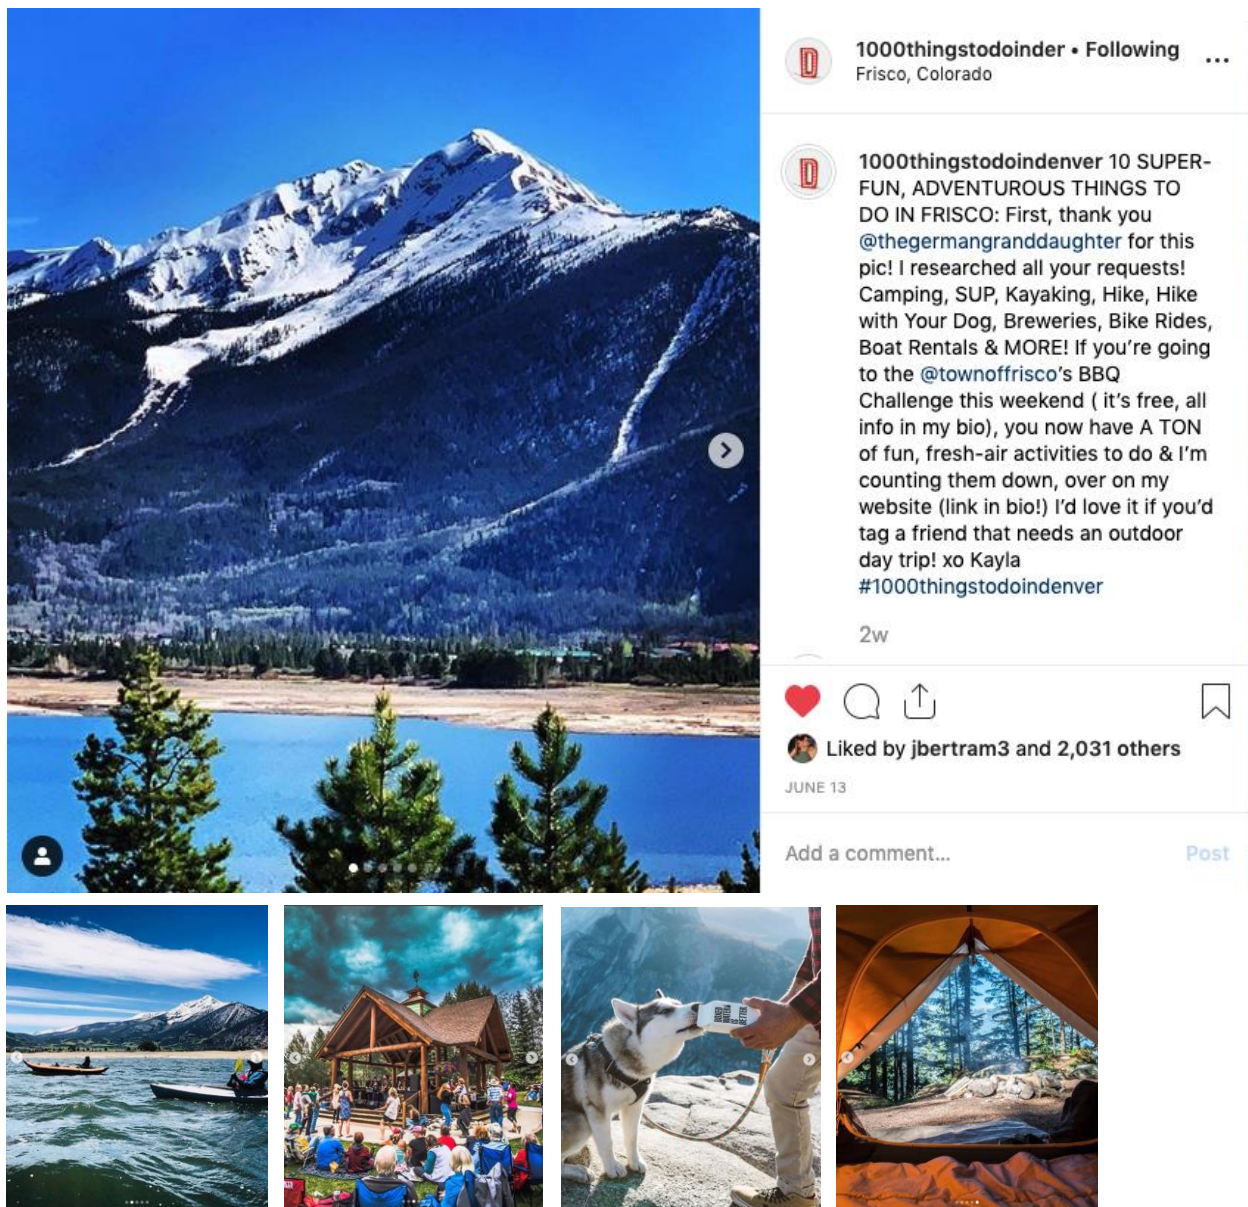 1000thingstodoinder • Following
Frisco, Colorado
1000thingstodoindenver 10 SUPER-
FUN, ADVENTUROUS THINGS TO
DO IN FRISCO: First, thank you
@thegermangranddaughter for this
pic! I researched all your requests!
Camping, SUP, Kayaking, Hike, Hike
with Your Dog, Breweries, Bike Rides,
Boat Rentals & MORE! If you're going
to the @townoffrisco's BBQ
Challenge this weekend ( it's free, all
info in my bio), you now have A TON
of fun, fresh-air activities to do & I'm
counting them down, over on my
website (link in bio!) I'd love it if you'd
tag a friend that needs an outdoor
day trip! xo Kayla
#1000thingstodoindenver
2w
Liked by jbertram3 and 2,031 others
JUNE 13
Add a comment...
Post
BOXED
WATER
IS
BETTER